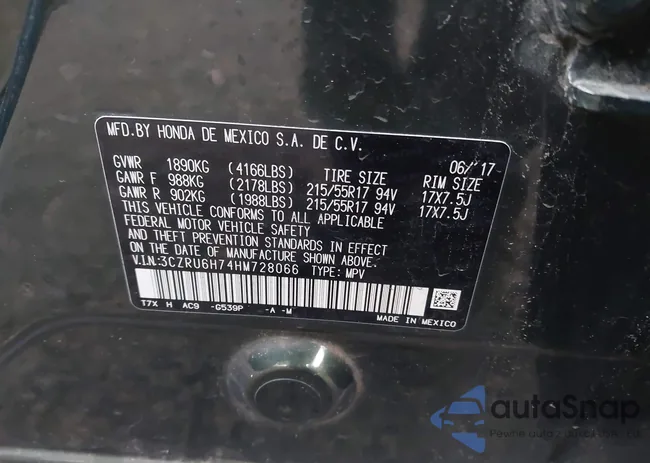 MFD.BY HONDA DE MEXICO S.A. DE C.V.
06/'17
GVWR 1890KG (4166LBS) TIRE SIZE RIM SIZE
GAWR F 988KG (2178LBS) 215/55R17 94V 17X7.5J
GAWR R 902KG (1988LBS) 215/55R17 94V 17X7.5J
THIS VEHICLE CONFORMS TO ALL APPLICABLE
FEDERAL MOTOR VEHICLE SAFETY
AND THEFT PREVENTION STANDARDS IN EFFECT
ON THE DATE OF MANUFACTURE SHOWN ABOVE.
V.I.N:3CZRU6H74HM728066 TYPE: MPV
T7X H AC9 -G539P -A -M
MADE IN MEXICO
autoSnap
Pewne auto z